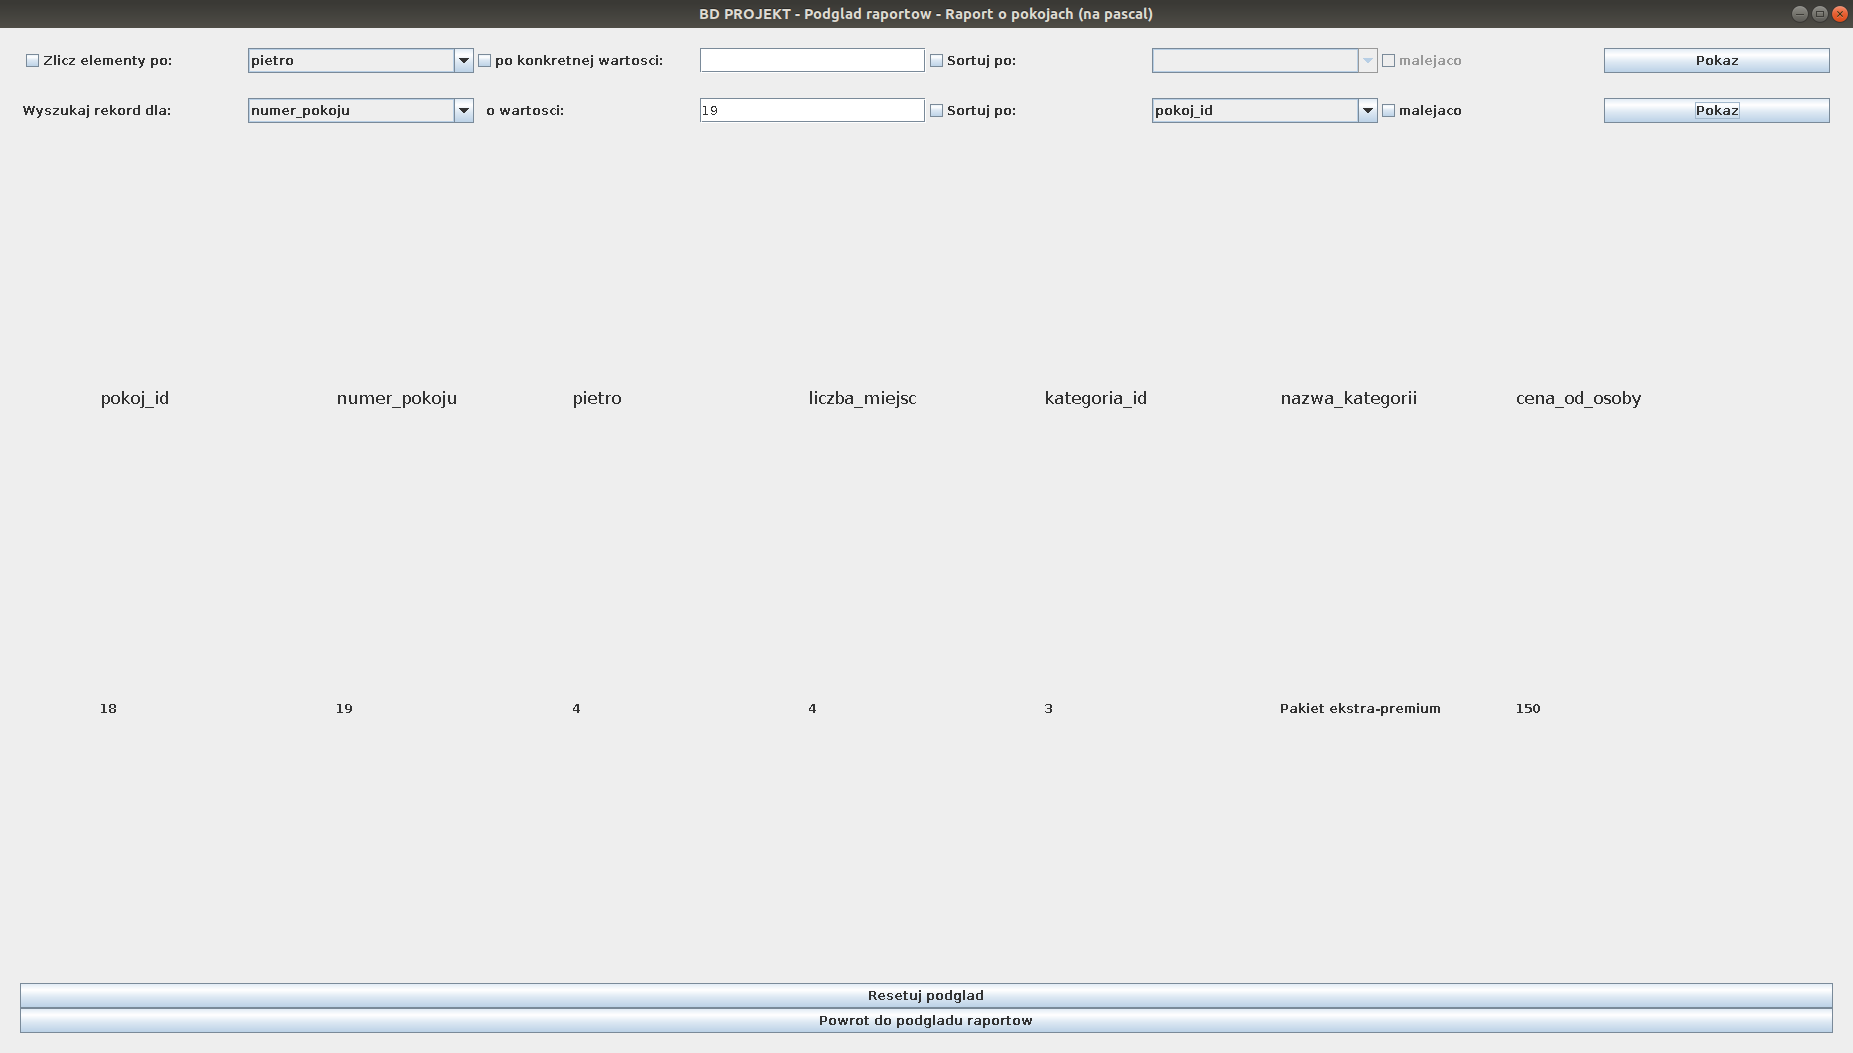 BD PROJEKT - Podglad raportow - Raport o pokojach (na pascal)
Zlicz elementy po: pietro po konkretnej wartosci: Sortuj po: malejaco Pokaz
Wyszukaj rekord dla: numer_pokoju o wartosci: 19 Sortuj po: pokoj_id malejaco Pokaz
pokoj_id numer_pokoju pietro liczba_miejsc kategoria_id nazwa_kategorii cena_od_osoby
18 19 4 4 3 Pakiet ekstra-premium 150
Resetuj podglad
Powrot do podgladu raportow